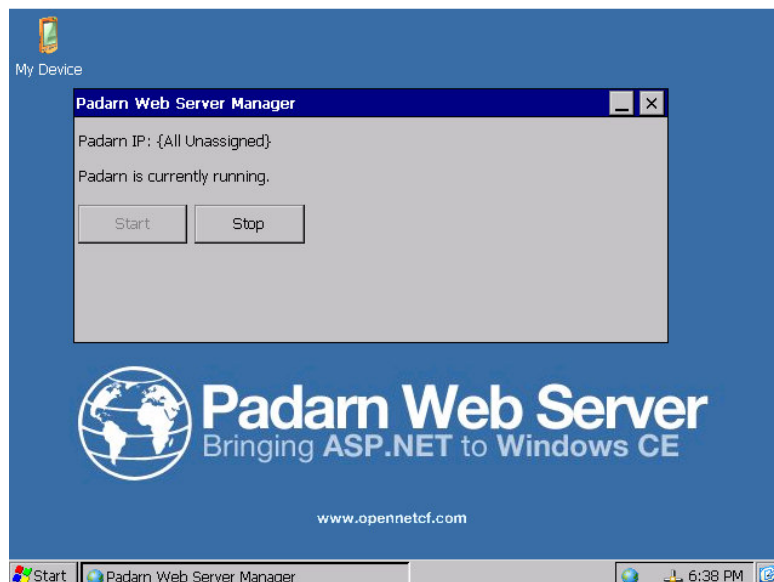 My Device
Padarn Web Server Manager
Padarn IP: {All Unassigned}
Padarn is currently running.
Start
Stop
Padarn Web Server
Bringing ASP.NET to Windows CE
www.opennetcf.com
Start
Padarn Web Server Manager
6:38 PM